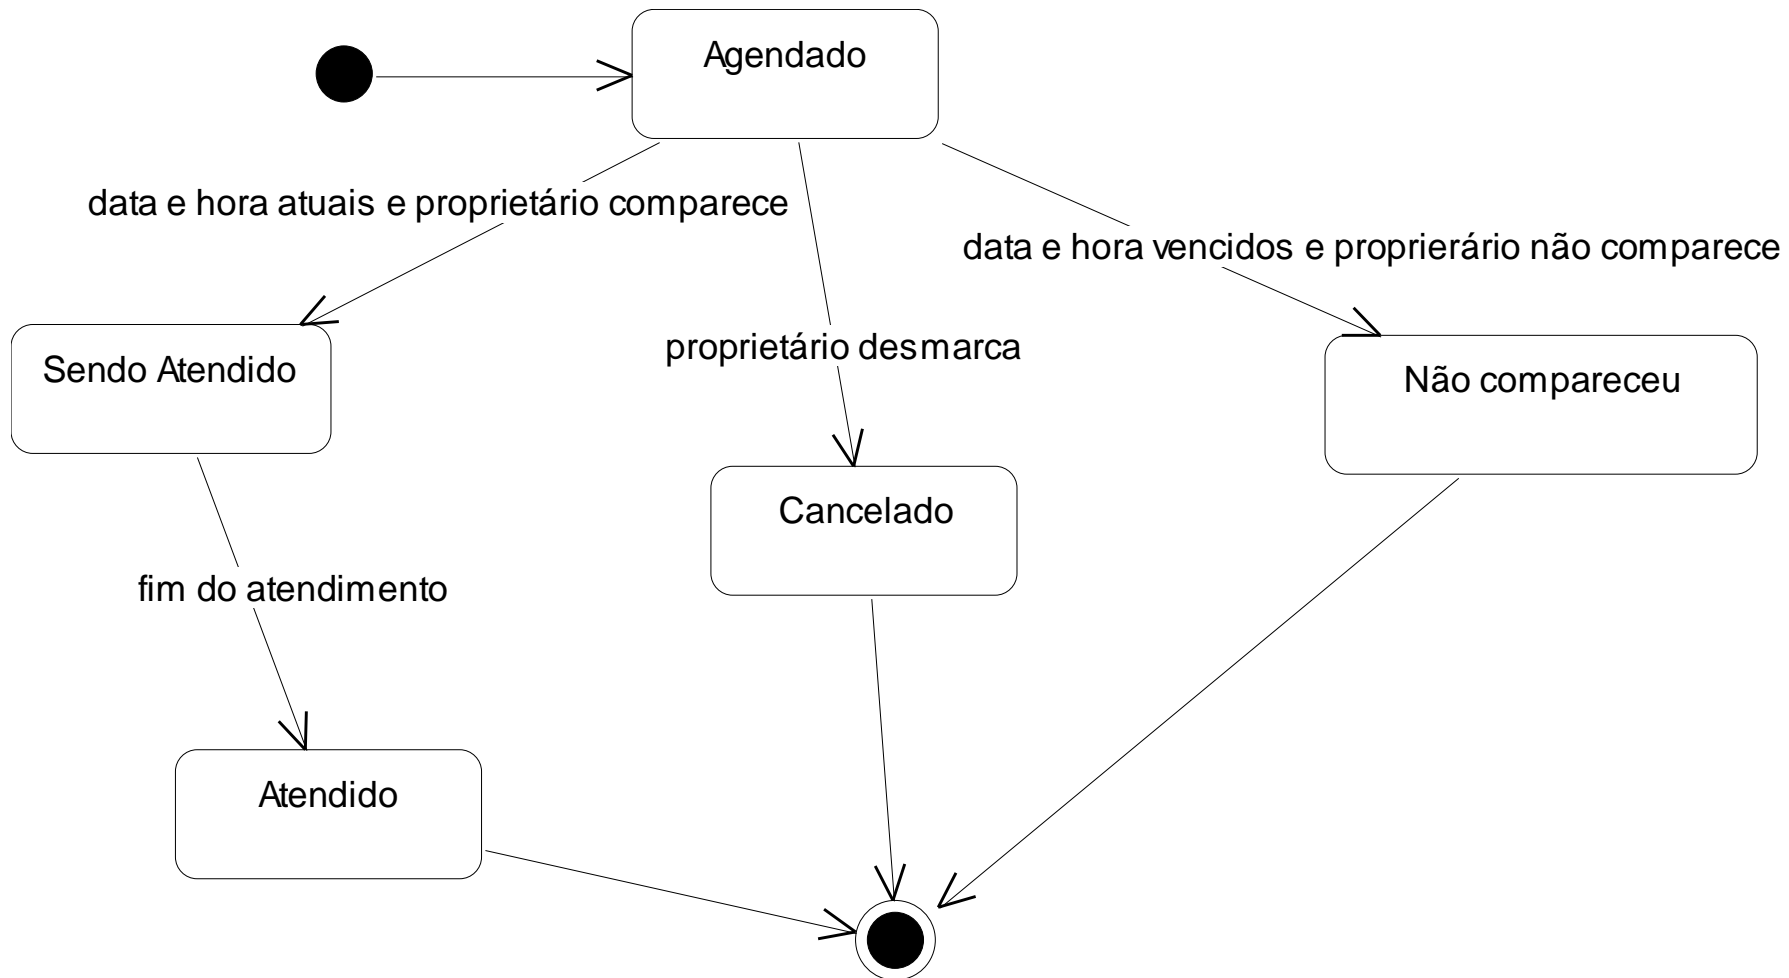 Agendado
data e hora atuais e proprietário comparece
data e hora vencidos e proprierário não comparece
proprietário desmarca
Sendo Atendido
Não compareceu
Cancelado
fim do atendimento
Atendido